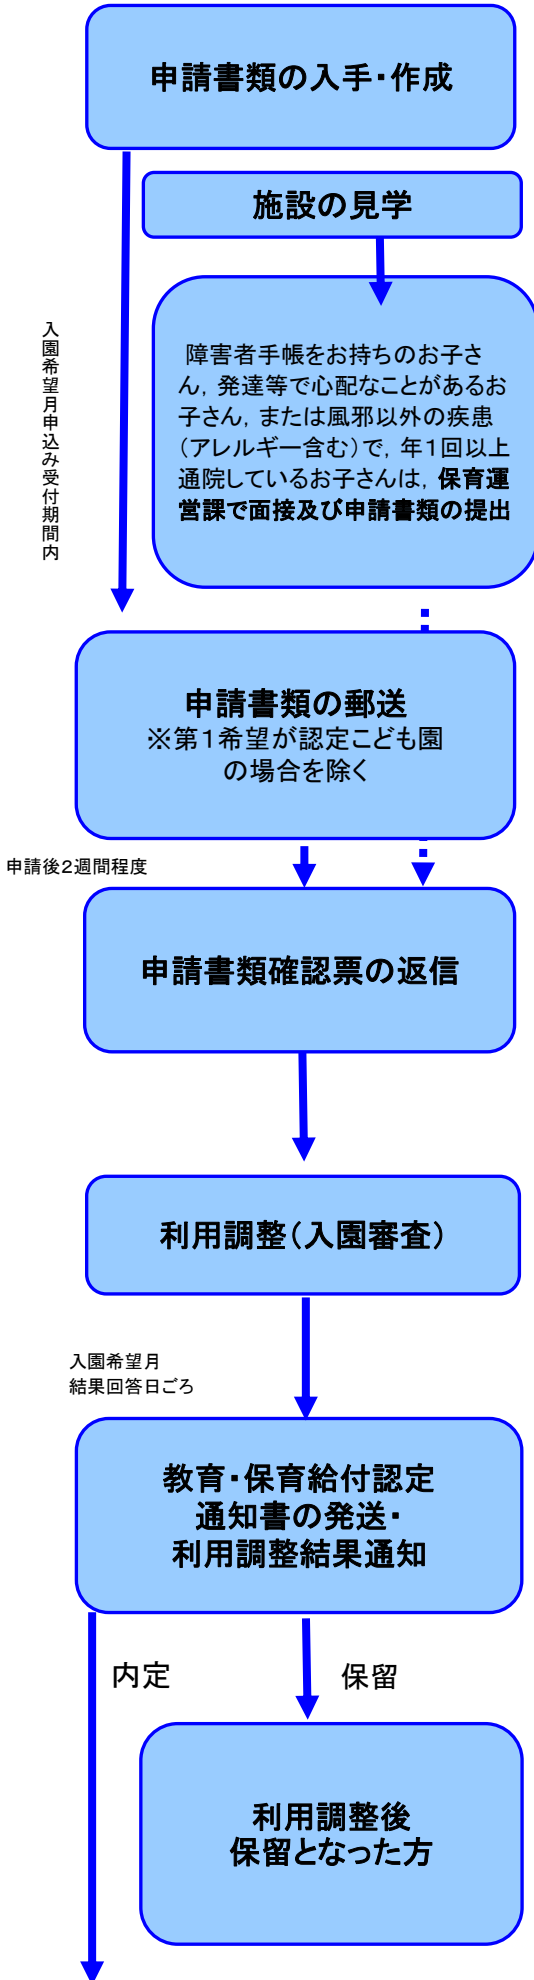 申請書類の入手・作成
施設の見学
入園希望月申込み受付期間内
障害者手帳をお持ちのお子さ
ん，発達等で心配なことがあるお
子さん，または風邪以外の疾患
（アレルギー含む）で，年１回以上
通院しているお子さんは，保育運
営課で面接及び申請書類の提出
申請書類の郵送
※第１希望が認定こども園
の場合を除く
申請後2週間程度
申請書類確認票の返信
利用調整（入園審査）
入園希望月
結果回答日ごろ
教育・保育給付認定
通知書の発送・
利用調整結果通知
内定
保留
利用調整後
保留となった方